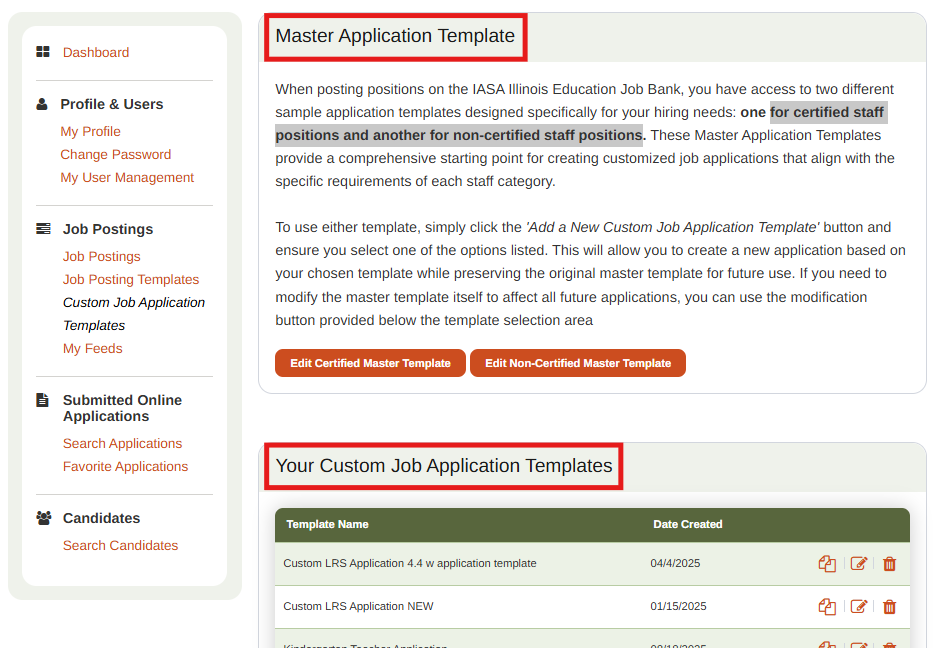 Dashboard
Profile & Users
My Profile
Change Password
My User Management
Job Postings
Job Postings
Job Posting Templates
Custom Job Application
Templates
My Feeds
Submitted Online
Applications
Search Applications
Favorite Applications
Candidates
Search Candidates
Master Application Template
When posting positions on the IASA Illinois Education Job Bank, you have access to two different
sample application templates designed specifically for your hiring needs: one for certified staff
positions and another for non-certified staff positions. These Master Application Templates
provide a comprehensive starting point for creating customized job applications that align with the
specific requirements of each staff category.
To use either template, simply click the 'Add a New Custom Job Application Template' button and
ensure you select one of the options listed. This will allow you to create a new application based on
your chosen template while preserving the original master template for future use. If you need to
modify the master template itself to affect all future applications, you can use the modification
button provided below the template selection area
Edit Certified Master Template Edit Non-Certified Master Template
Your Custom Job Application Templates
Template Name Date Created
Custom LRS Application 4.4 w application template 04/4/2025
Custom LRS Application NEW 01/15/2025
Kindergarten Teacher Application